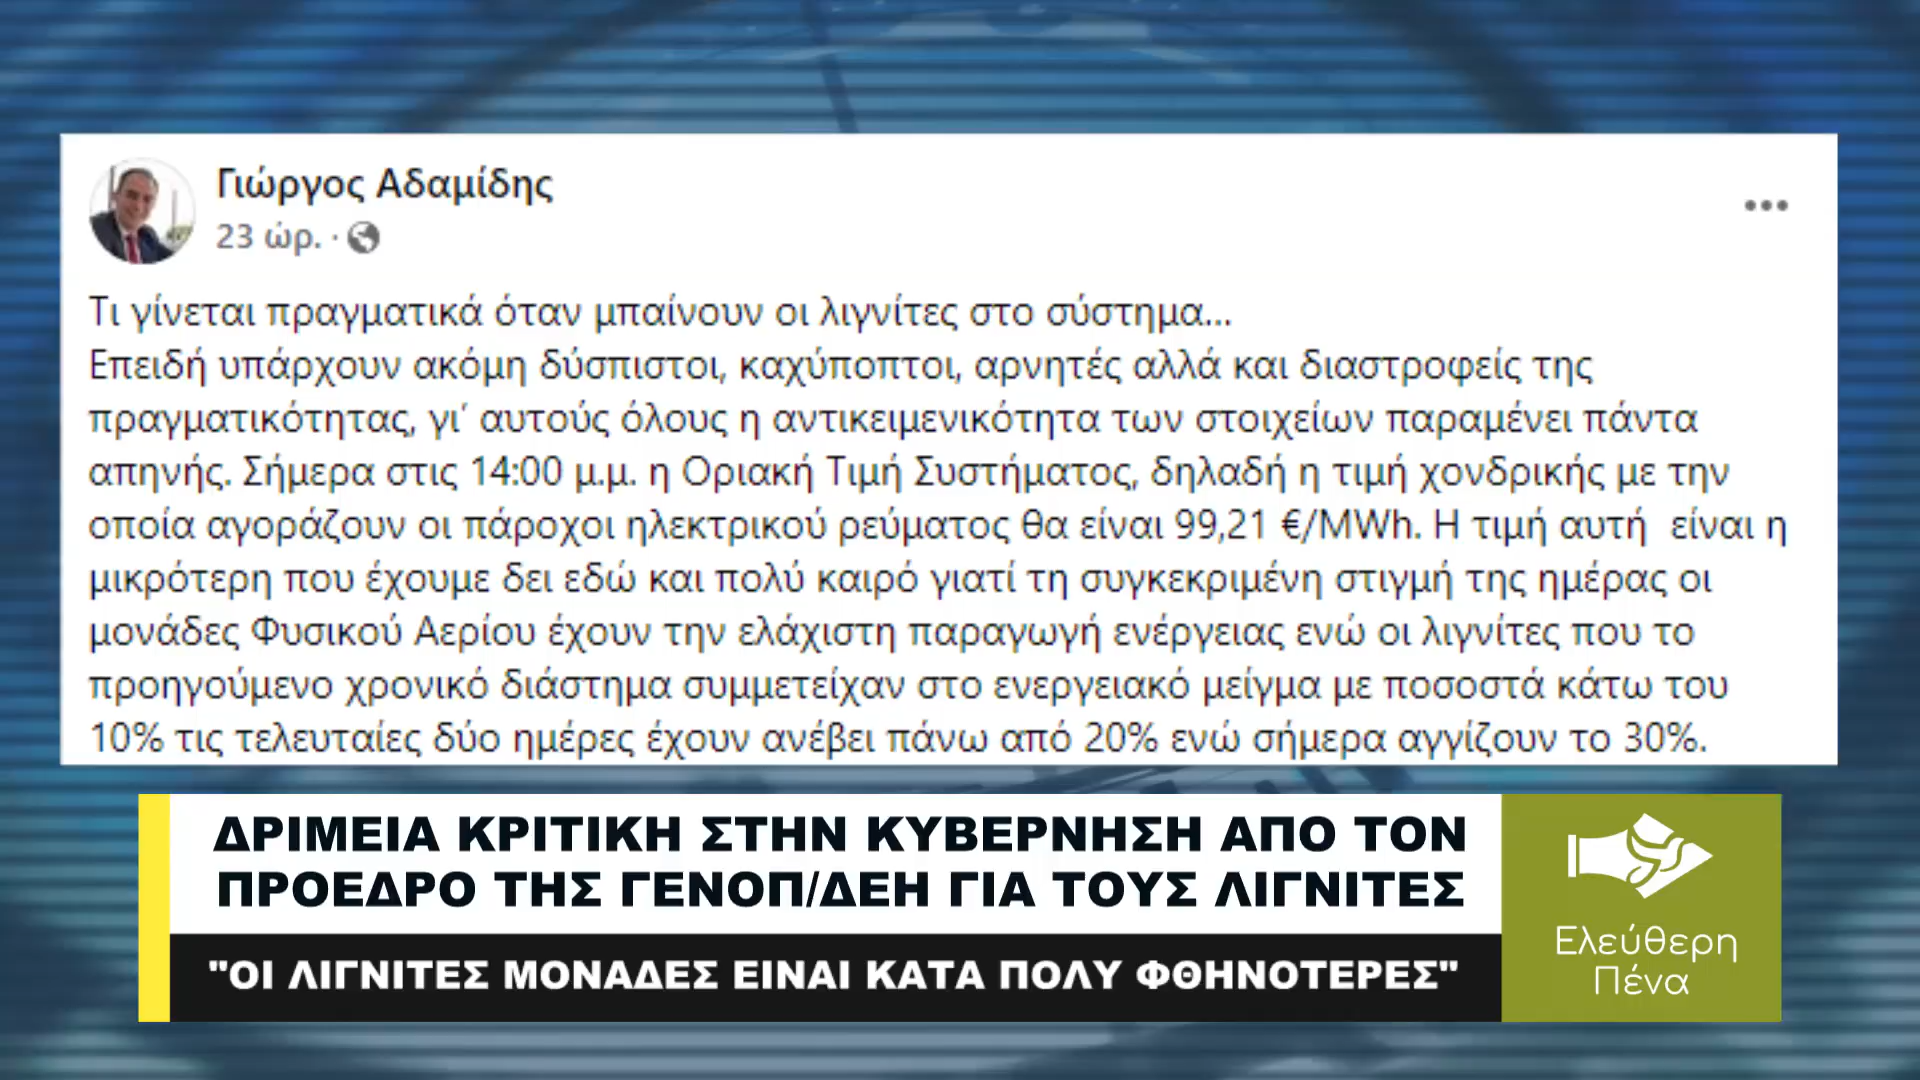 Γιώργος Αδαμίδης
23 ώρ. ·
Τι γίνεται πραγματικά όταν μπαίνουν οι λιγνίτες στο σύστημα...
Επειδή υπάρχουν ακόμη δύσπιστοι, καχύποπτοι, αρνητές αλλά και διαστροφείς της
πραγματικότητας, γι' αυτούς όλους η αντικειμενικότητα των στοιχείων παραμένει πάντα
απηνής. Σήμερα στις 14:00 μ.μ. η Οριακή Τιμή Συστήματος, δηλαδή η τιμή χονδρικής με την
οποία αγοράζουν οι πάροχοι ηλεκτρικού ρεύματος θα είναι 99,21 €/MWh. Η τιμή αυτή είναι η
μικρότερη που έχουμε δει εδώ και πολύ καιρό γιατί τη συγκεκριμένη στιγμή της ημέρας οι
μονάδες Φυσικού Αερίου έχουν την ελάχιστη παραγωγή ενέργειας ενώ οι λιγνίτες που το
προηγούμενο χρονικό διάστημα συμμετείχαν στο ενεργειακό μείγμα με ποσοστά κάτω του
10% τις τελευταίες δύο ημέρες έχουν ανέβει πάνω από 20% ενώ σήμερα αγγίζουν το 30%.
ΔΡΙΜΕΙΑ ΚΡΙΤΙΚΗ ΣΤΗΝ ΚΥΒΕΡΝΗΣΗ ΑΠΟ ΤΟΝ
ΠΡΟΕΔΡΟ ΤΗΣ ΓΕΝΟΠ/ΔΕΗ ΓΙΑ ΤΟΥΣ ΛΙΓΝΙΤΕΣ
"ΟΙ ΛΙΓΝΙΤΕΣ ΜΟΝΑΔΕΣ ΕΙΝΑΙ ΚΑΤΑ ΠΟΛΥ ΦΘΗΝΟΤΕΡΕΣ"
Ελεύθερη
Πένα